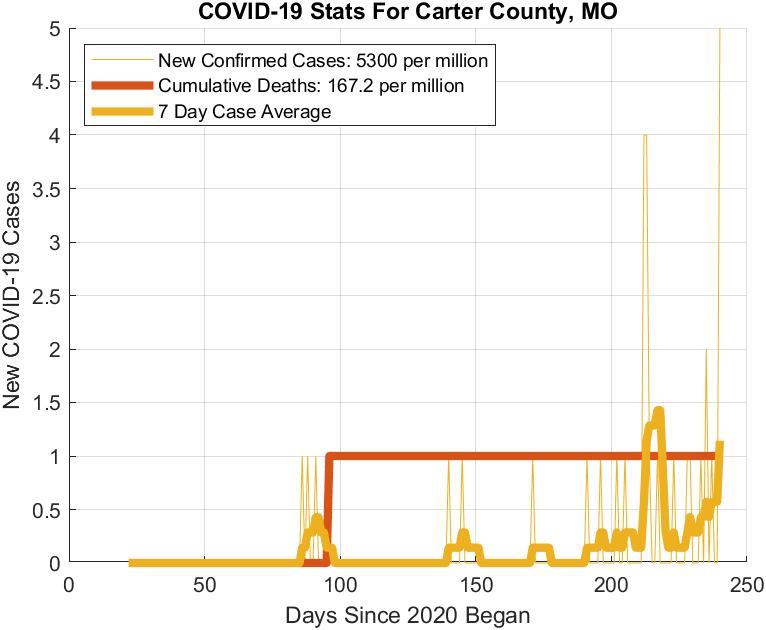 COVID-19 Stats For Carter County, MO
New Confirmed Cases: 5300 per million
Cumulative Deaths: 167.2 per million
7 Day Case Average
New COVID-19 Cases
5
4.5
4
3.5
3
2.5
2
1.5
1
0.5
0
0 50 100 150 200 250
Days Since 2020 Began